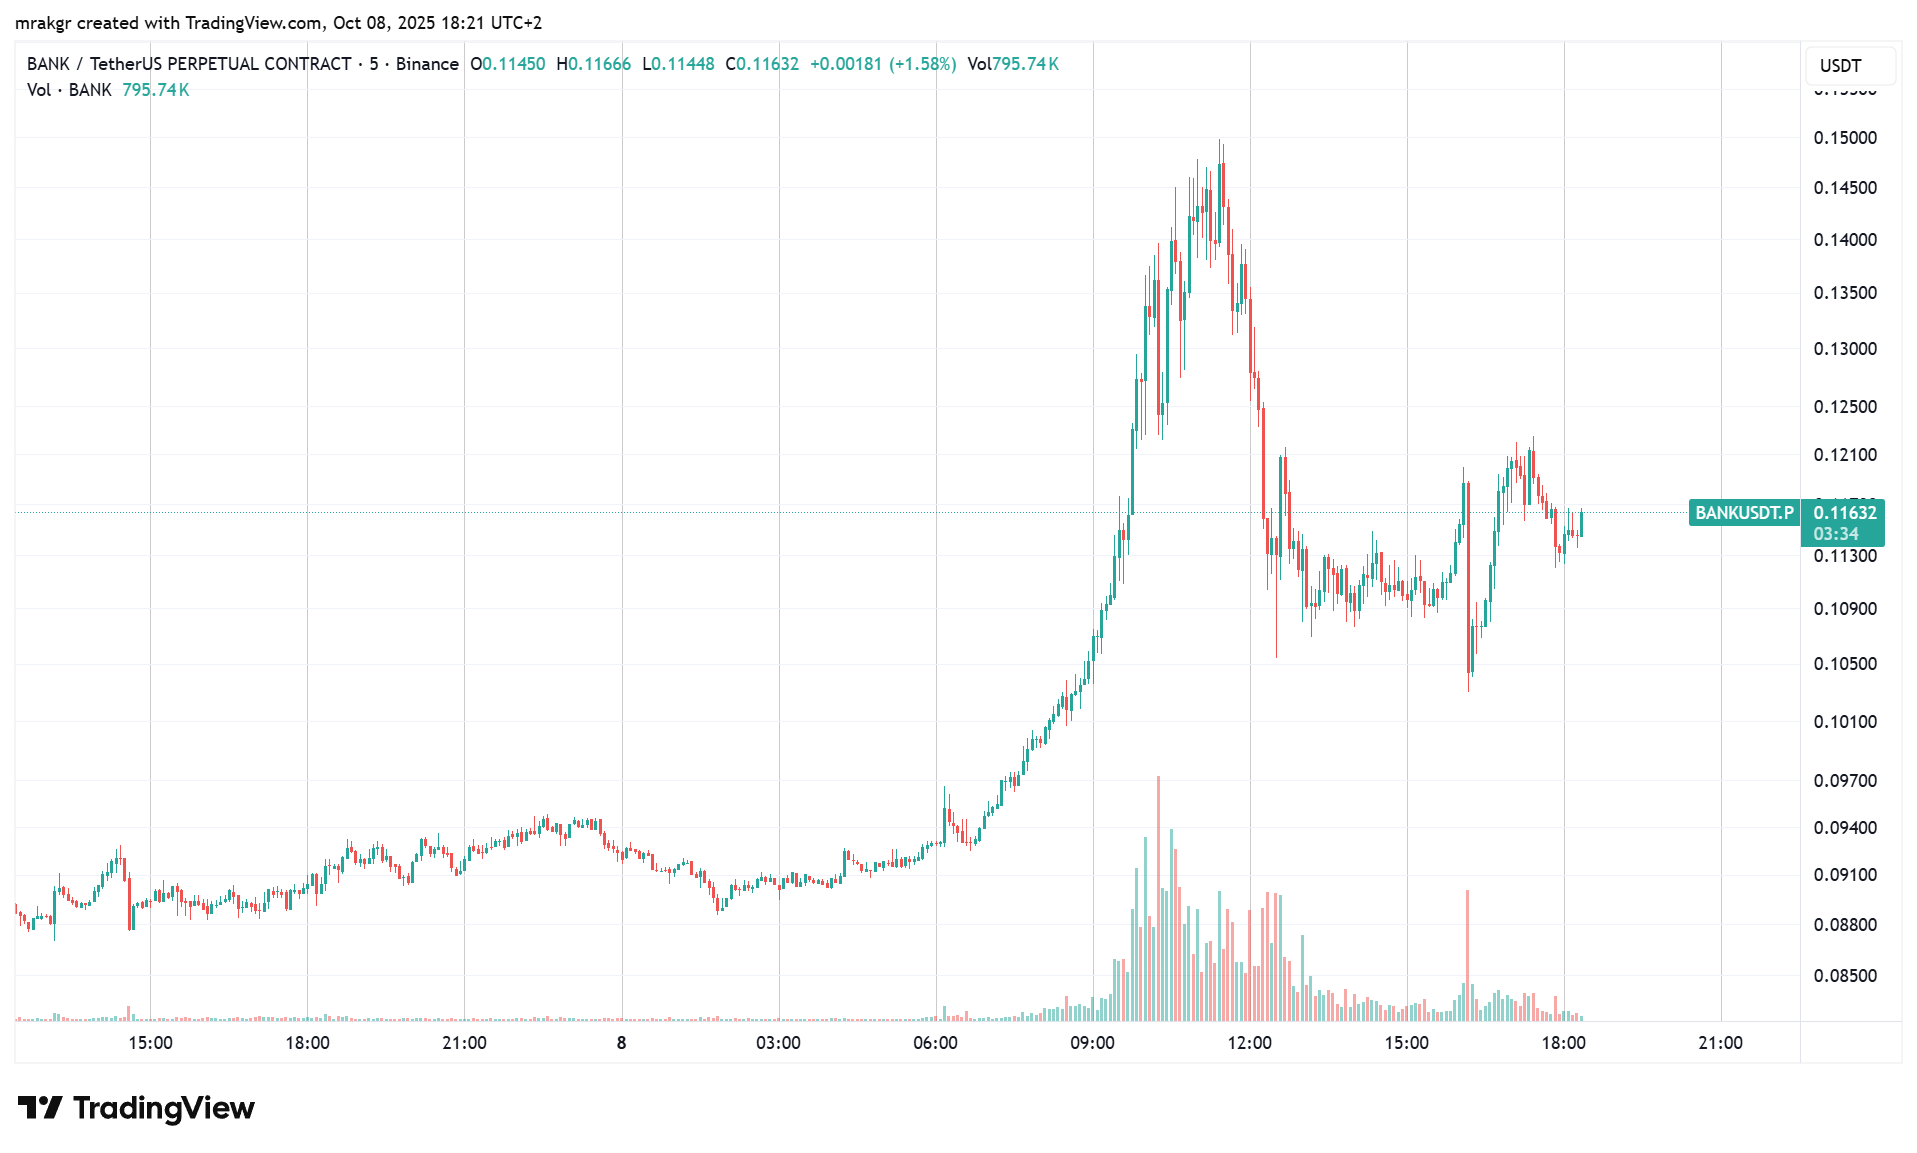 mrakgr created with TradingView.com, Oct 08, 2025 18:21 UTC+2
BANK / TetherUS PERPETUAL CONTRACT · 5 · Binance O0.11450 H0.11666 L0.11448 C0.11632 +0.00181 (+1.58%) Vol795.74K
Vol · BANK 795.74K
USDT
0.15000
0.14500
0.14000
0.13500
0.13000
0.12500
0.12100
BANKUSDT.P 0.11632
03:34
0.11300
0.10900
0.10500
0.10100
0.09700
0.09400
0.09100
0.08800
0.08500
15:00 18:00 21:00 8 03:00 06:00 09:00 12:00 15:00 18:00 21:00
TradingView